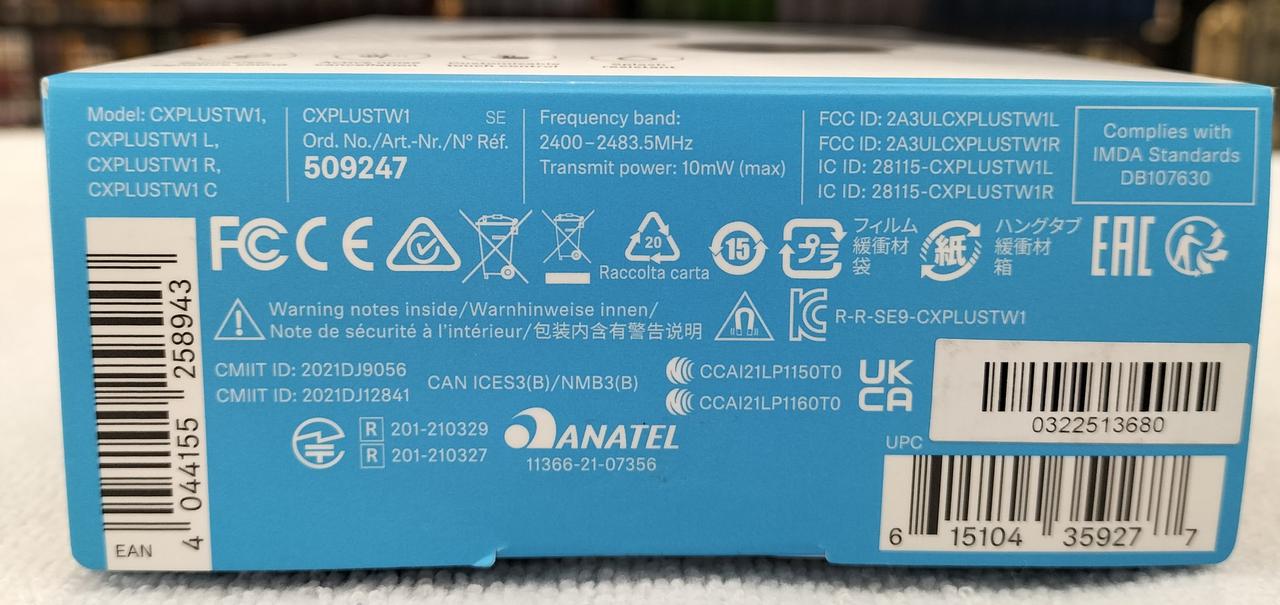 Model: CXPLUSTW1,
CXPLUSTW1 L,
CXPLUSTW1 R,
CXPLUSTW1 C
CXPLUSTW1 SE
Ord. No./Art.-Nr./N° Réf.
509247
Frequency band:
2400-2483.5MHz
Transmit power: 10mW (max)
FCC ID: 2A3ULCXPLUSTW1L
FCC ID: 2A3ULCXPLUSTW1R
IC ID: 28115-CXPLUSTW1L
IC ID: 28115-CXPLUSTW1R
Complies with
IMDA Standards
DB107630
FC CE
20
Raccolta carta
15
プラ
フィルム
緩衝材
袋
紙
ハングタブ
緩衝材
箱
EAC
Warning notes inside/Warnhinweise innen/
Note de sécurité à l'intérieur/包装内含有警告说明
R-R-SE9-CXPLUSTW1
CMIIT ID: 2021DJ9056
CMIIT ID: 2021DJ12841
CAN ICES3(B)/NMB3(B)
CCAI21LP1150T0
CCAI21LP1160T0
UK
CA
R 201-210329
R 201-210327
ANATEL
11366-21-07356
0322513680
UPC
6 15104 35927 7
EAN
4 044155 258943